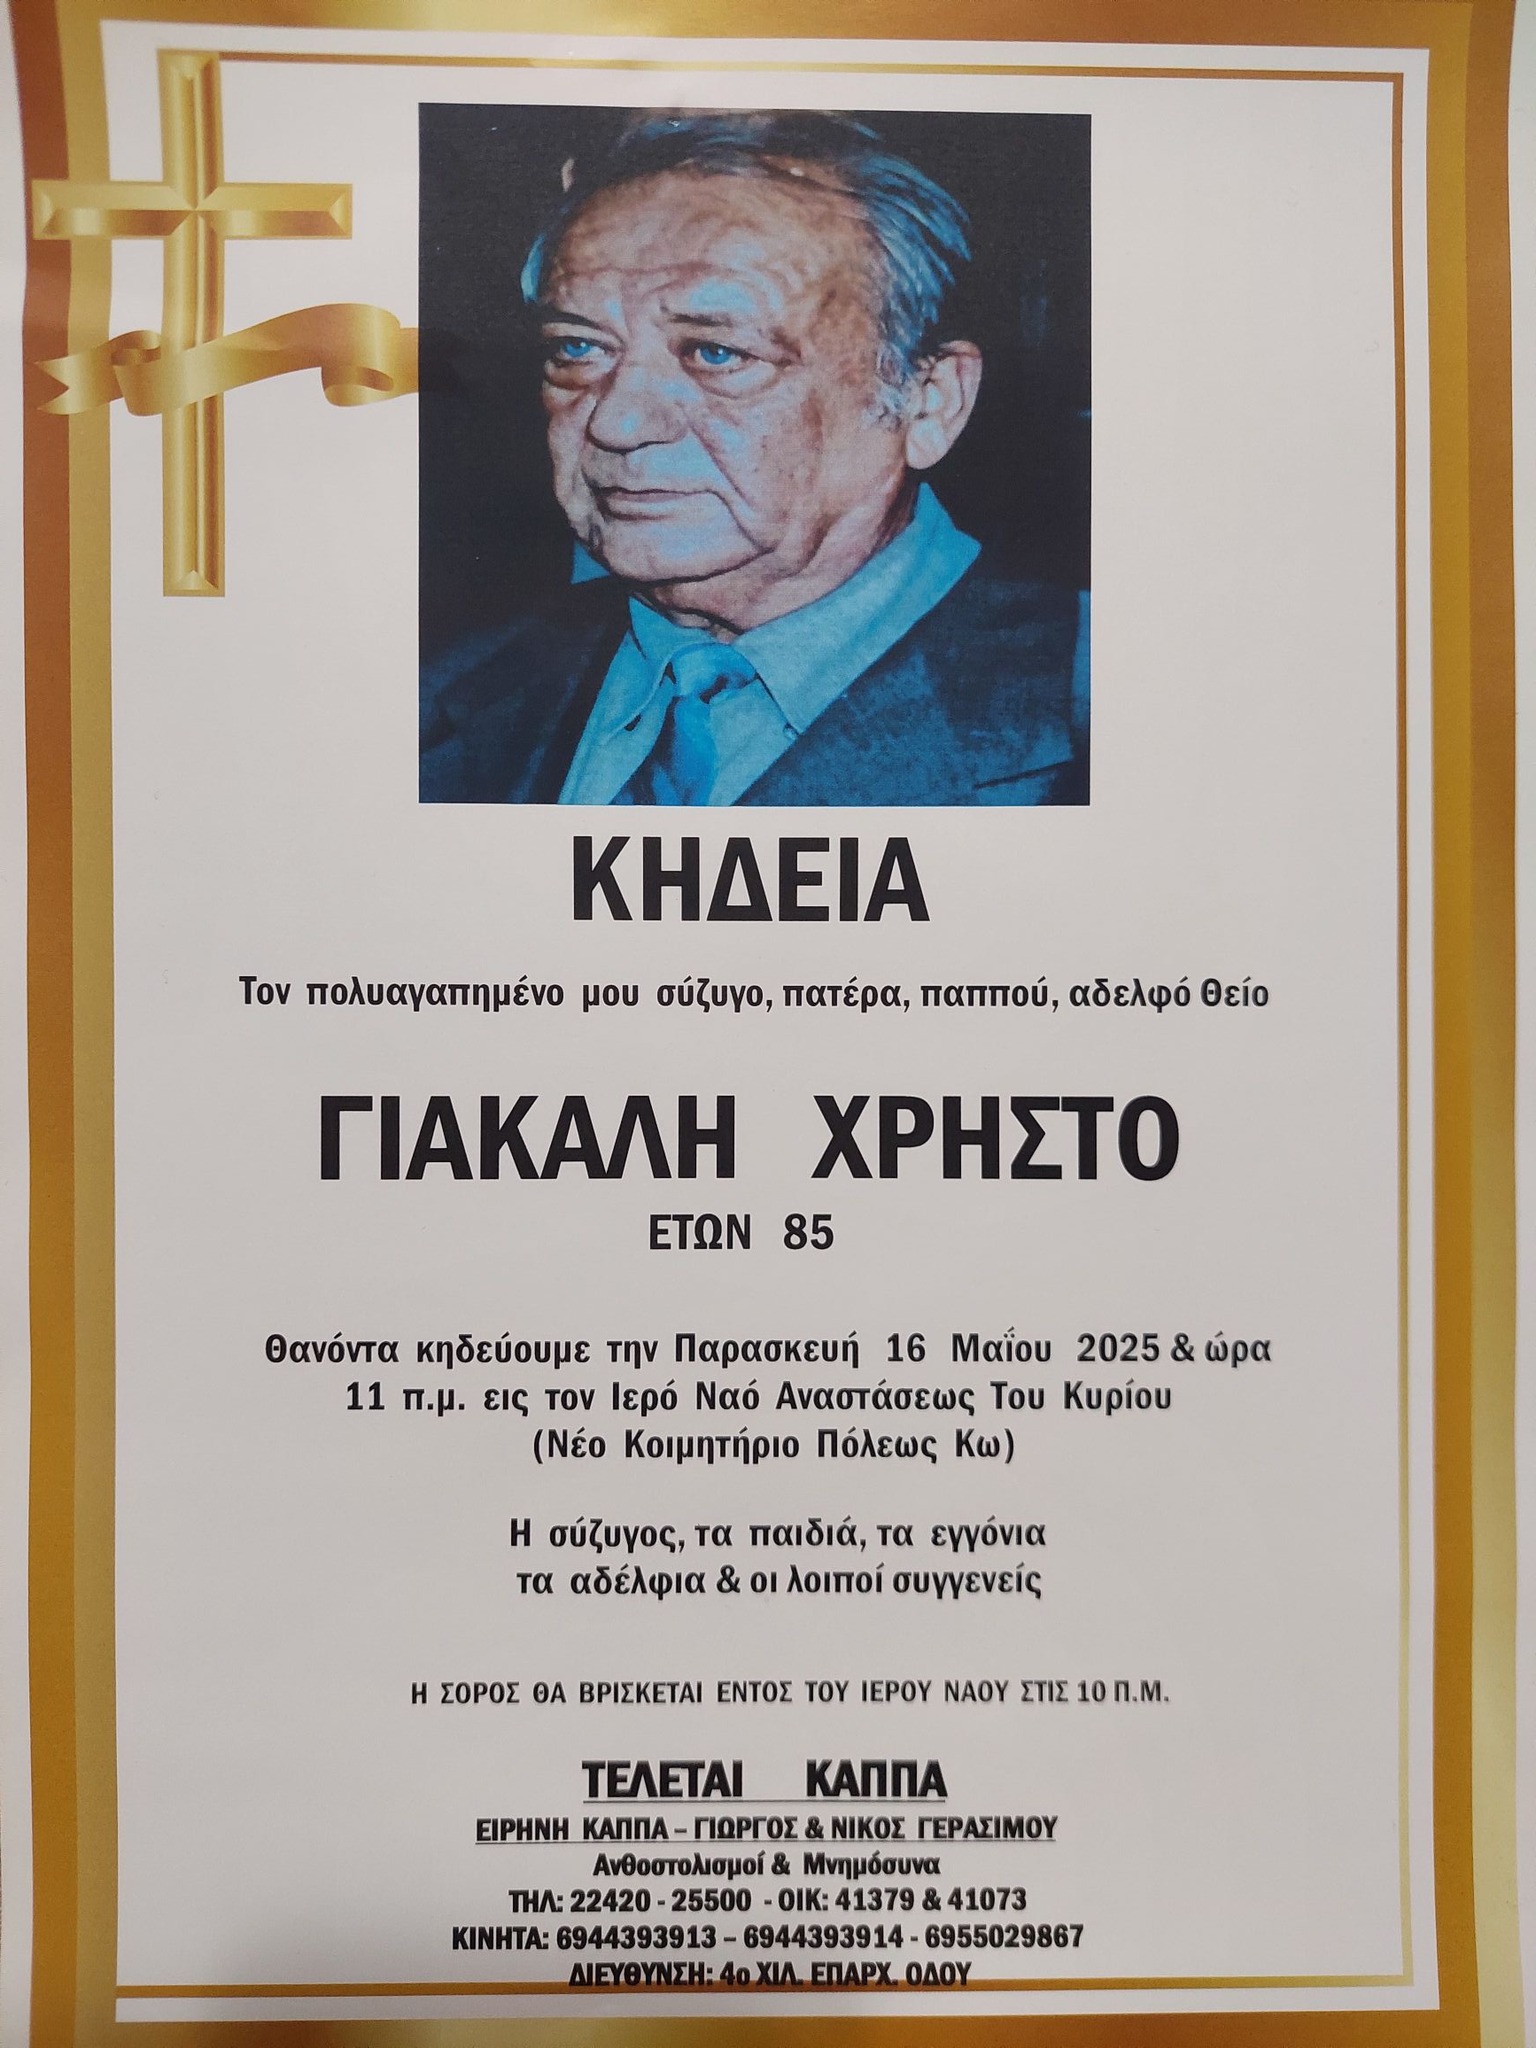 ΚΗΔΕΙΑ
Τον πολυαγαπημένο μου σύζυγο, πατέρα, παππού, αδελφό θείο
ΓΙΑΚΑΛΗ ΧΡΗΣΤΟ
ΕΤΩΝ 85
Θανόντα κηδεύουμε την Παρασκευή 16 Μαΐου 2025 & ώρα
11 π.μ. εις τον Ιερό Ναό Αναστάσεως Του Κυρίου
(Νέο Κοιμητήριο Πόλεως Κω)
Η σύζυγος, τα παιδιά, τα εγγόνια
τα αδέλφια & οι λοιποί συγγενείς
Η ΣΟΡΟΣ ΘΑ ΒΡΙΣΚΕΤΑΙ ΕΝΤΟΣ ΤΟΥ ΙΕΡΟΥ ΝΑΟΥ ΣΤΙΣ 10 Π.Μ.
ΤΕΛΕΤΑΙ ΚΑΠΠΑ
ΕΙΡΗΝΗ ΚΑΠΠΑ – ΓΙΩΡΓΟΣ & ΝΙΚΟΣ ΓΕΡΑΣΙΜΟΥ
Ανθοστολισμοί & Μνημόσυνα
ΤΗΛ: 22420 - 25500 - ΟΙΚ: 41379 & 41073
ΚΙΝΗΤΑ: 6944393913 – 6944393914 - 6955029867
ΔΙΕΥΘΥΝΣΗ: 4ο ΧΙΛ. ΕΠΑΡΧ. ΟΔΟΥ